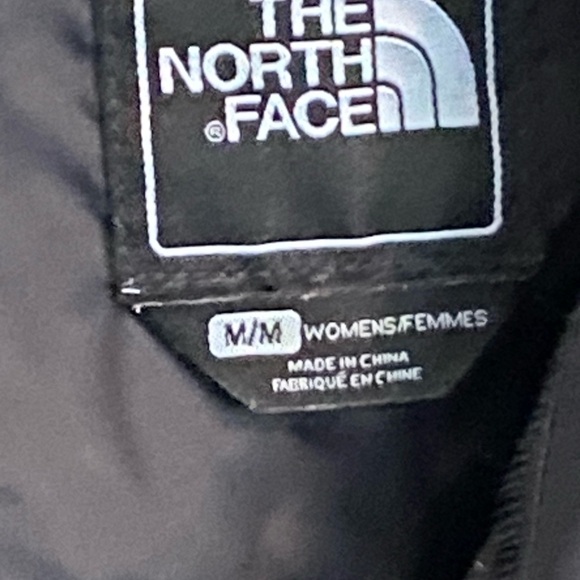 THE
NORTH
FACE
®
M/M WOMENS/FEMMES
MADE IN CHINA
FABRIQUÉ EN CHINE